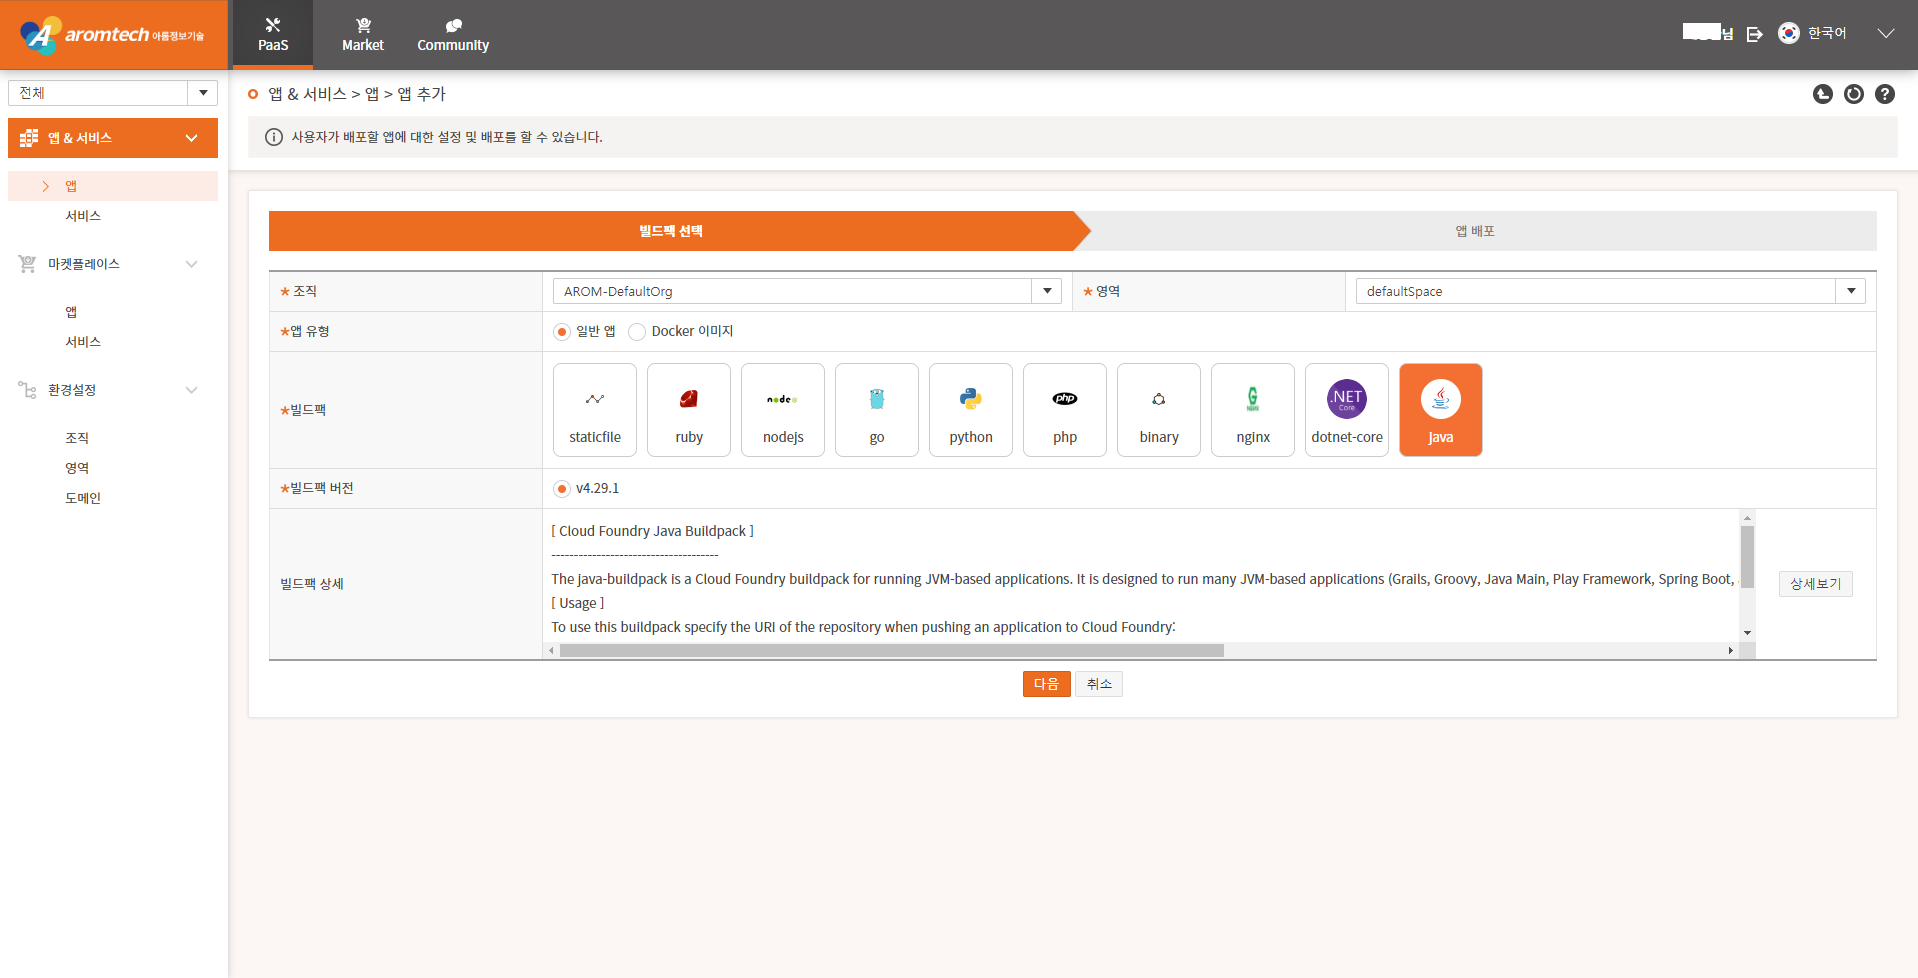 aromtech 아롬정보기술
PaaS
Market
Community
님
한국어
전체
앱 & 서비스
앱
서비스
마켓플레이스
앱
서비스
환경설정
조직
영역
도메인
앱 & 서비스 > 앱 > 앱 추가
사용자가 배포할 앱에 대한 설정 및 배포를 할 수 있습니다.
빌드팩 선택
앱 배포
* 조직
AROM-DefaultOrg
* 영역
defaultSpace
*앱 유형
일반 앱
Docker 이미지
*빌드팩
staticfile
ruby
nodejs
go
python
php
binary
nginx
.NET Core
dotnet-core
java
*빌드팩 버전
v4.29.1
빌드팩 상세
[ Cloud Foundry Java Buildpack ]
-------------------------------------
The java-buildpack is a Cloud Foundry buildpack for running JVM-based applications. It is designed to run many JVM-based applications (Grails, Groovy, Java Main, Play Framework, Spring Boot,
[ Usage ]
To use this buildpack specify the URI of the repository when pushing an application to Cloud Foundry:
상세보기
다음
취소